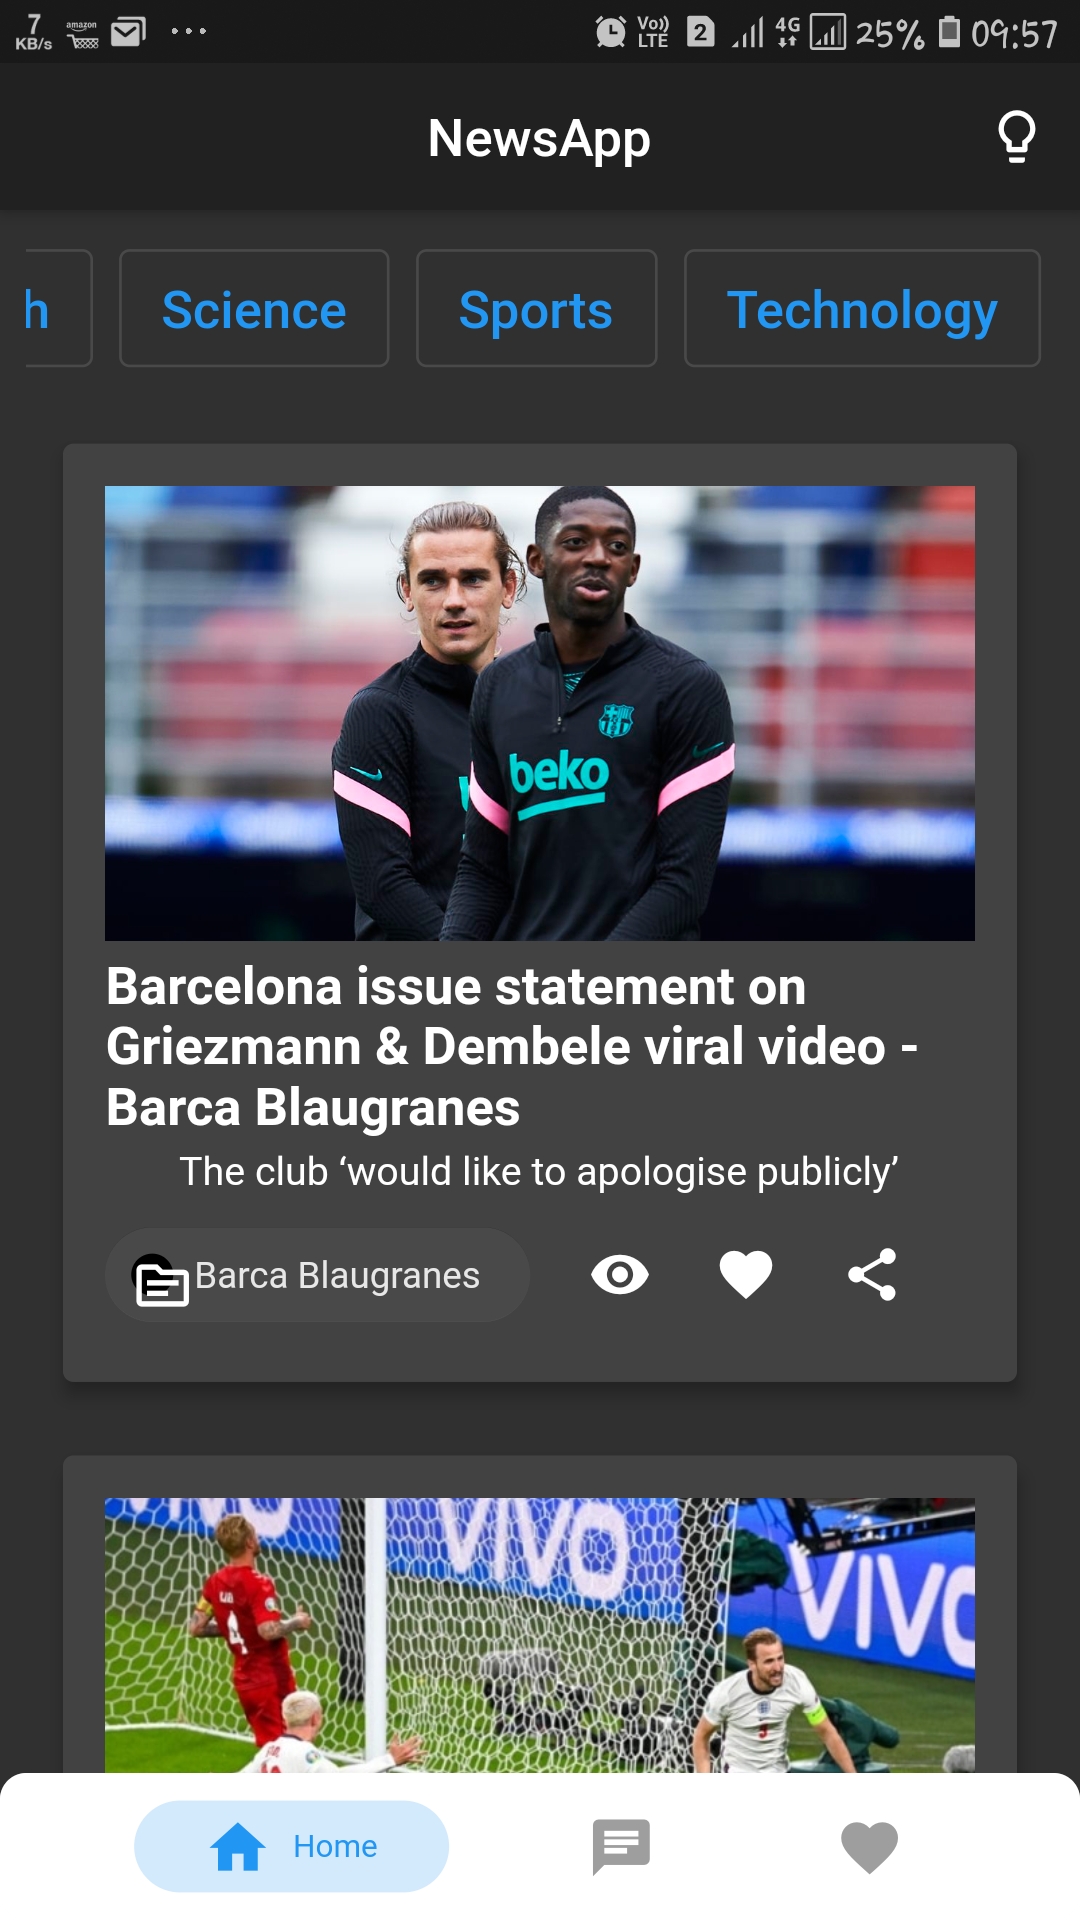 7
KB/s
amazon
Vo))
LTE
2
4G
25%
09:57
NewsApp
h
Science
Sports
Technology
beko
Barcelona issue statement on
Griezmann & Dembele viral video -
Barca Blaugranes
The club ‘would like to apologise publicly’
Barca Blaugranes
vivo
VIVO
4
Home